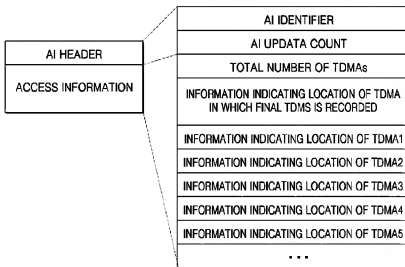 AI HEADER
ACCESS INFORMATION
AI IDENTIFIER
AI UPDATA COUNT
TOTAL NUMBER OF TDMAs
INFORMATION INDICATING LOCATION OF TDMA
IN WHICH FINAL TDMS IS RECORDED
INFORMATION INDICATING LOCATION OF TDMA1
INFORMATION INDICATING LOCATION OF TDMA2
INFORMATION INDICATING LOCATION OF TDMA3
INFORMATION INDICATING LOCATION OF TDMA4
INFORMATION INDICATING LOCATION OF TDMA5
...